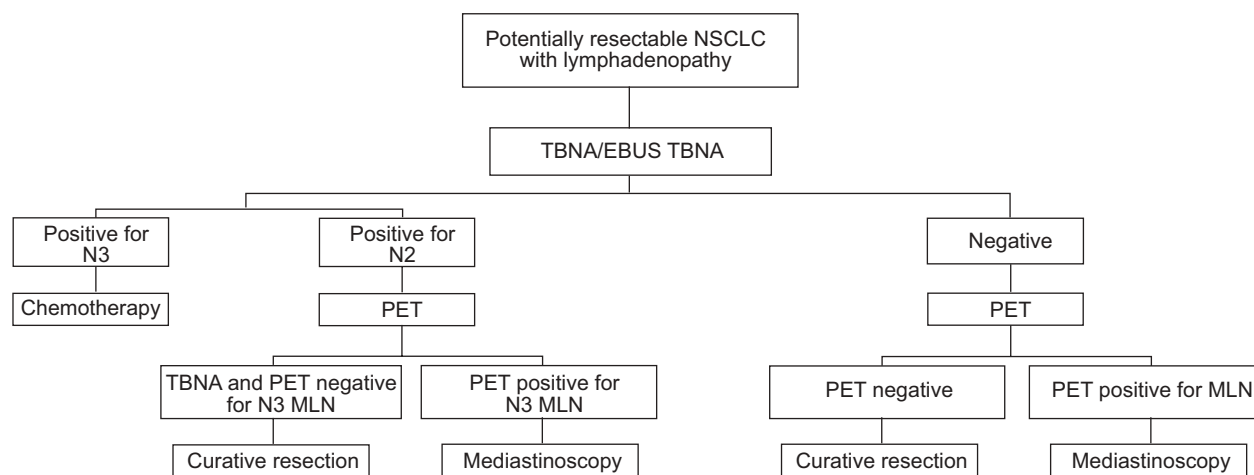 Potentially resectable NSCLC
with lymphadenopathy
TBNA/EBUS TBNA
Positive for
N3
Positive for
N2
Negative
Chemotherapy
PET
PET
TBNA and PET negative
for N3 MLN
PET positive for
N3 MLN
PET negative
PET positive for MLN
Curative resection
Mediastinoscopy
Curative resection
Mediastinoscopy